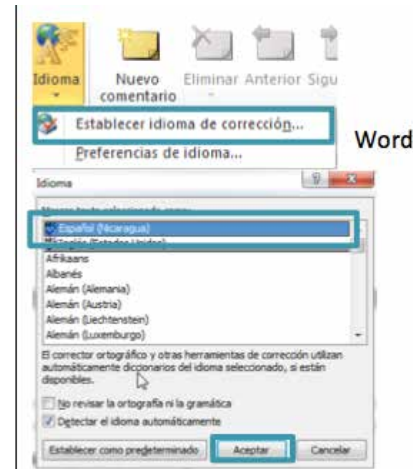 Idioma Nuevo comentario Eliminar Anterior Sigu
Establecer idioma de corrección...
Preferencias de idioma...
Word
Idioma
Español (Nicaragua)
Inglés (Estados Unidos)
Afrikaans
Albanés
Alemán (Alemania)
Alemán (Austria)
Alemán (Liechtenstein)
Alemán (Luxemburgo)
El corrector ortográfico y otras herramientas de corrección utilizan
automáticamente diccionarios del idioma seleccionado, si están
disponibles.
No revisar la ortografía ni la gramática
Detectar el idioma automáticamente
Establecer como predeterminado Aceptar Cancelar